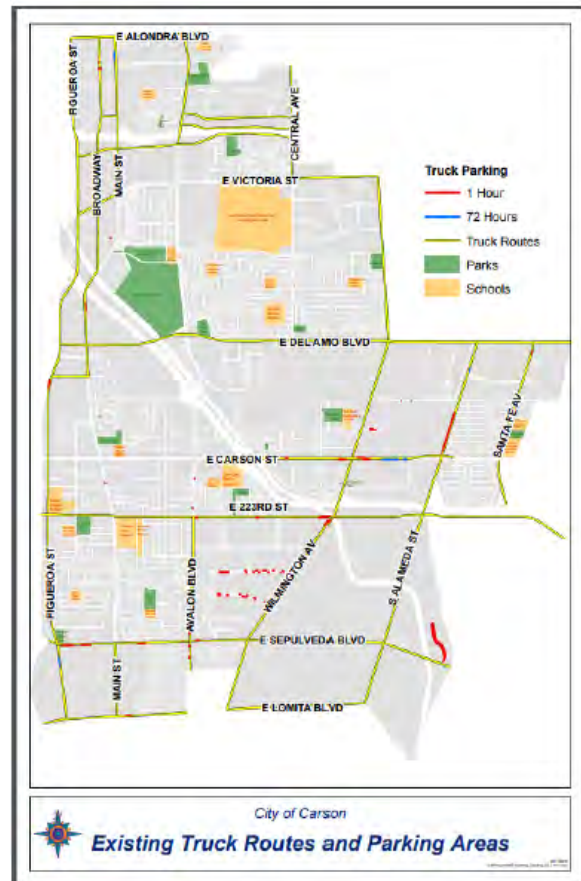 E ALONDRA BLVD
FIGUEROA ST
BROADWAY
MAIN ST
CENTRAL AVE
E VICTORIA ST
Truck Parking
1 Hour
72 Hours
Truck Routes
Parks
Schools
E DEL AMO BLVD
SANTA FE AV
E CARSON ST
E 223RD ST
FIGUEROA ST
AVALON BLVD
WILMINGTON AV
S ALAMEDA ST
E SEPULVEDA BLVD
MAIN ST
E LOMITA BLVD
City of Carson
Existing Truck Routes and Parking Areas